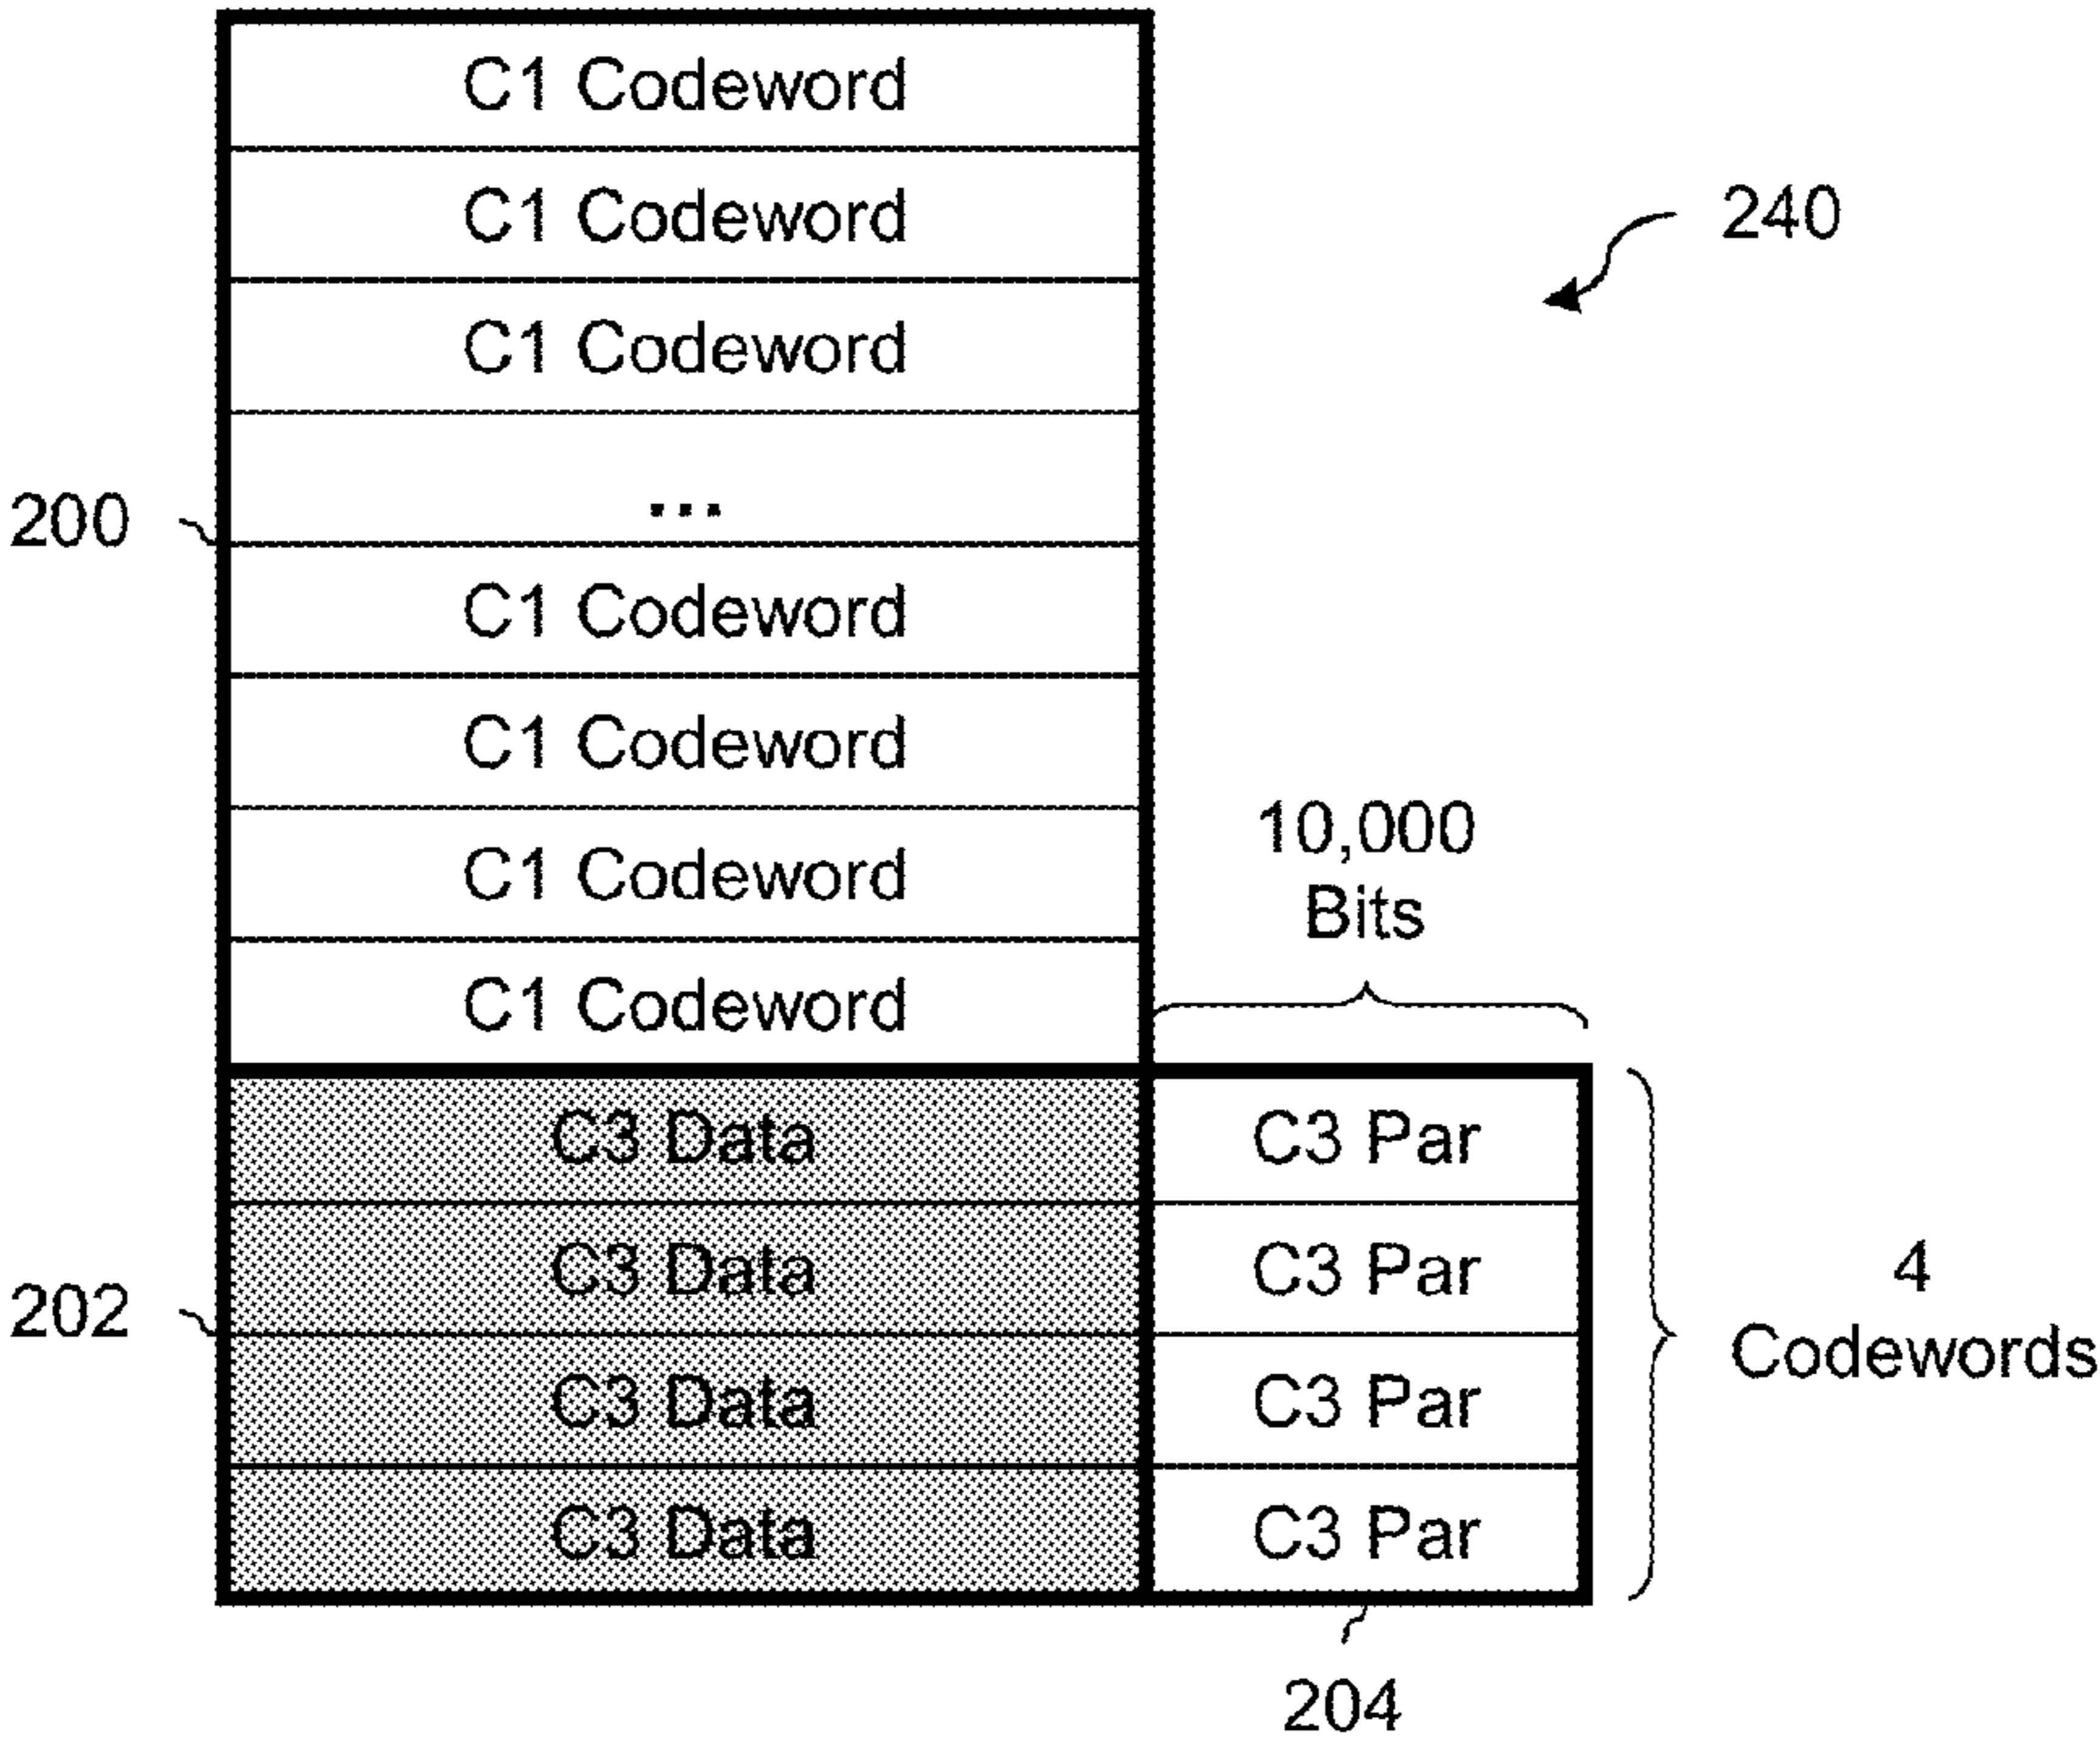 C1 Codeword
C1 Codeword
240
C1 Codeword
...
200
C1 Codeword
C1 Codeword
10,000
Bits
C1 Codeword
C1 Codeword
C3 Data C3 Par
C3 Data C3 Par
4
Codewords
202
C3 Data C3 Par
C3 Data C3 Par
204